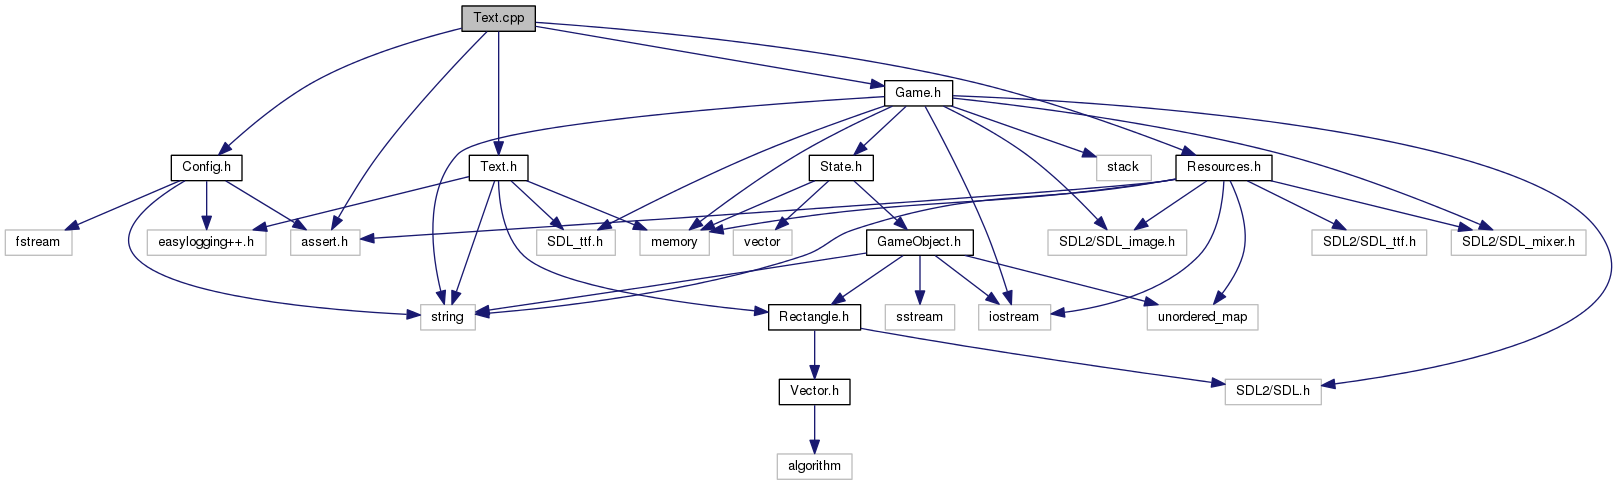 Text.cpp
Game.h
Config.h
Text.h
State.h
stack
Resources.h
fstream
easylogging++.h
assert.h
SDL_ttf.h
memory
vector
GameObject.h
SDL2/SDL_image.h
SDL2/SDL_ttf.h
SDL2/SDL_mixer.h
string
Rectangle.h
sstream
iostream
unordered_map
Vector.h
SDL2/SDL.h
algorithm